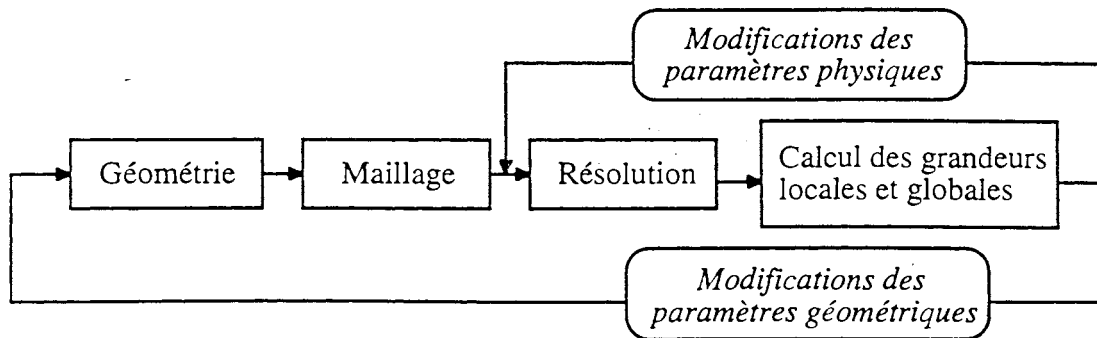 Modifications des
paramètres physiques
Géométrie
Maillage
Résolution
Calcul des grandeurs
locales et globales
Modifications des
paramètres géométriques